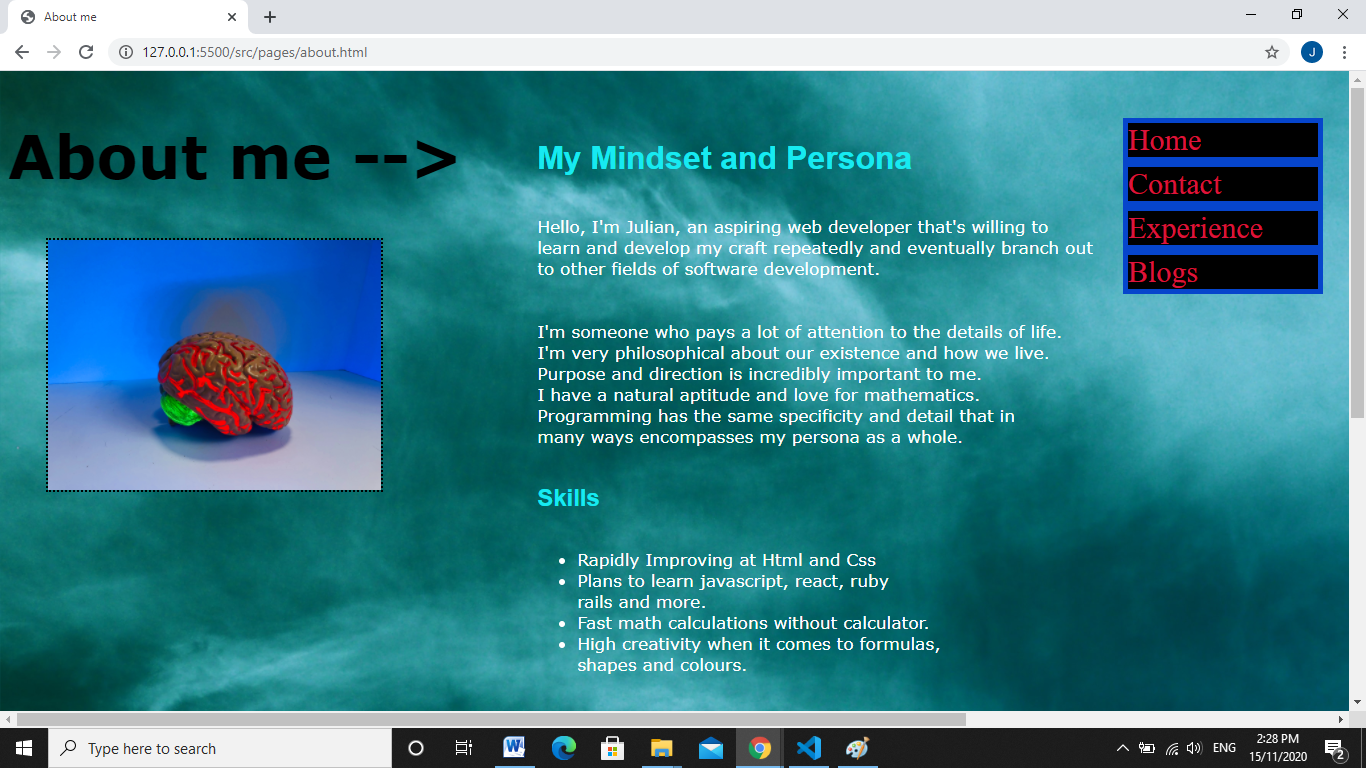 About me
127.0.0.1:5500/src/pages/about.html
J
About me -->
My Mindset and Persona
Hello, I'm Julian, an aspiring web developer that's willing to
learn and develop my craft repeatedly and eventually branch out
to other fields of software development.
I'm someone who pays a lot of attention to the details of life.
I'm very philosophical about our existence and how we live.
Purpose and direction is incredibly important to me.
I have a natural aptitude and love for mathematics.
Programming has the same specificity and detail that in
many ways encompasses my persona as a whole.
Skills
• Rapidly Improving at Html and Css
• Plans to learn javascript, react, ruby
rails and more.
• Fast math calculations without calculator.
• High creativity when it comes to formulas,
shapes and colours.
Home
Contact
Experience
Blogs
Type here to search
W
ENG
2:28 PM
15/11/2020
2